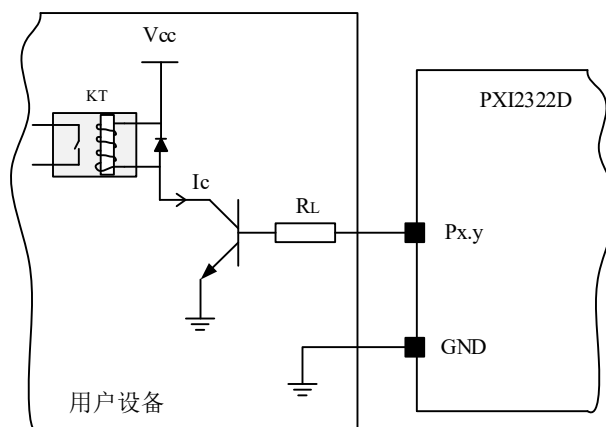 Vcc
KT
PXI2322D
Ic
RL
Px.y
GND
用户设备